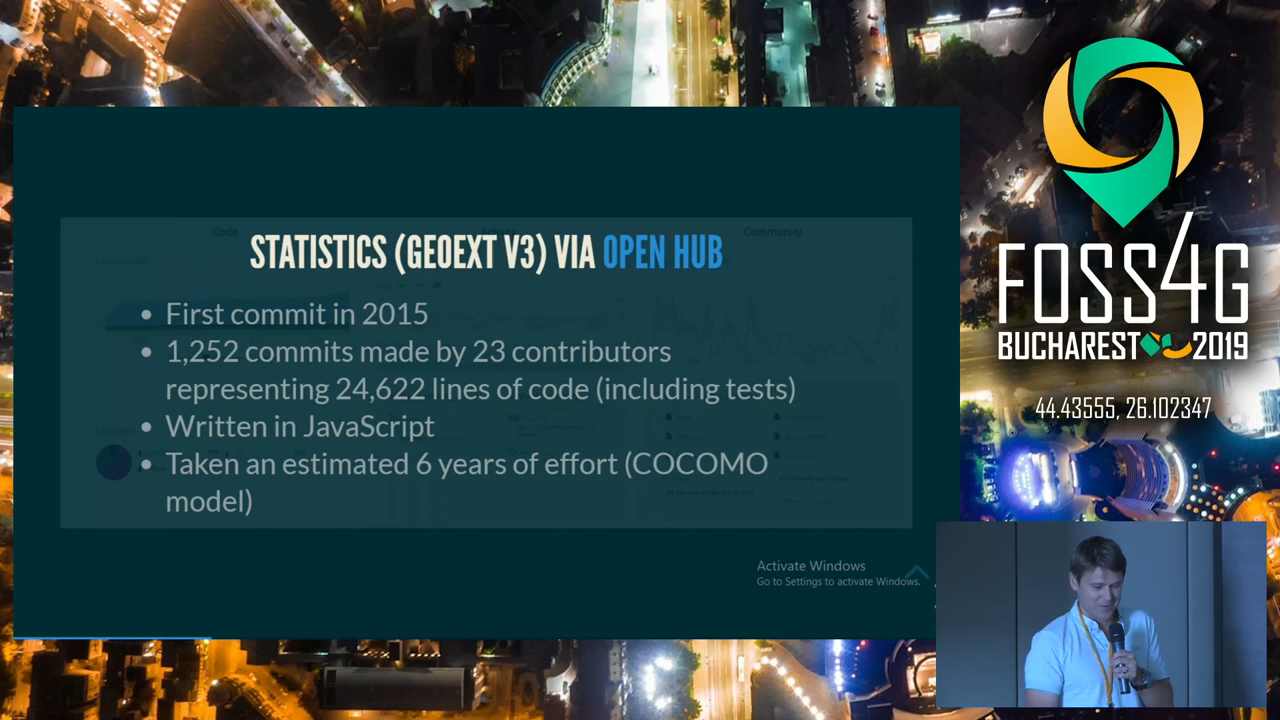 Code
Community
STATISTICS (GEOEXT V3) VIA OPEN HUB
First commit in 2015
1,252 commits made by 23 contributors
representing 24,622 lines of code (including tests)
Written in JavaScript
Taken an estimated 6 years of effort (COCOMO
model)
Activate Windows
Go to Settings to activate Windows.
FOSS4G
BUCHAREST 2019
44.43555, 26.102347